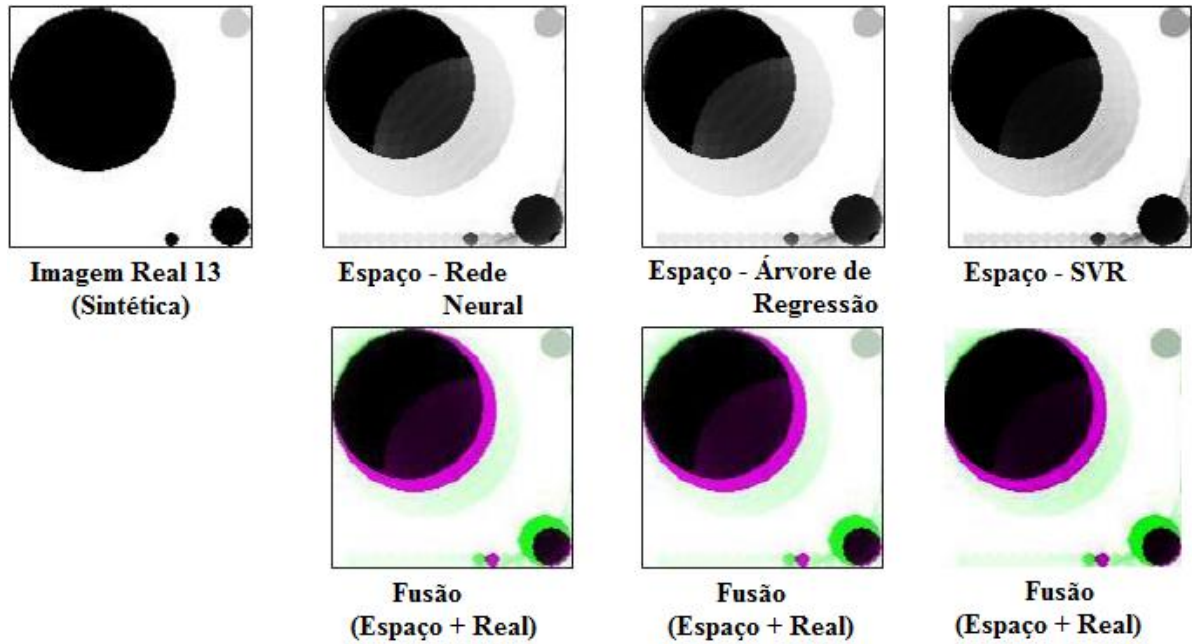 Imagem Real 13
(Sintética)
Espaço - Rede
Neural
Espaço - Árvore de
Regressão
Espaço - SVR
Fusão
(Espaço + Real)
Fusão
(Espaço + Real)
Fusão
(Espaço + Real)